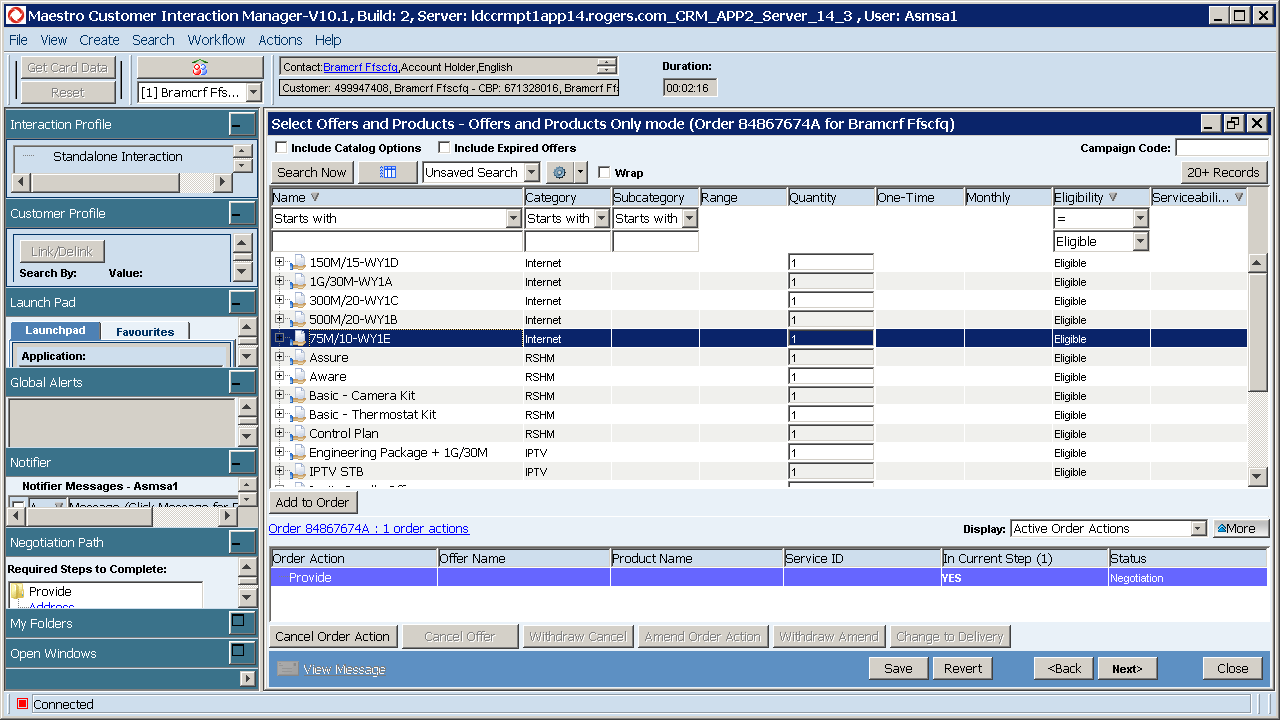 Maestro Customer Interaction Manager-V10.1, Build: 2, Server: ldccrmpt1app14.rogers.com_CRM_APP2_Server_14_3 , User: Asmsa1
File View Create Search Workflow Actions Help
Get Card Data
Reset
[1] Bramcrf Ffs...
Contact:Bramcrf Ffscfq,Account Holder,English
Customer: 499947408, Bramcrf Ffscfq - CBP: 671328016, Bramcrf Ff
Duration:
00:02:16
Interaction Profile
Standalone Interaction
Customer Profile
Link/Delink
Search By: Value:
Launch Pad
Launchpad Favourites
Application:
Global Alerts
Notifier
Notifier Messages - Asmsa1
Negotiation Path
Required Steps to Complete:
Provide
Address
My Folders
Open Windows
Select Offers and Products - Offers and Products Only mode (Order 84867674A for Bramcrf Ffscfq)
Include Catalog Options Include Expired Offers Campaign Code:
Search Now Unsaved Search Wrap 20+ Records
Name Category Subcategory Range Quantity One-Time Monthly Eligibility Serviceabili...
Starts with Starts with Starts with =
Eligible
150M/15-WY1D Internet 1 Eligible
1G/30M-WY1A Internet 1 Eligible
300M/20-WY1C Internet 1 Eligible
500M/20-WY1B Internet 1 Eligible
75M/10-WY1E Internet 1 Eligible
Assure RSHM 1 Eligible
Aware RSHM 1 Eligible
Basic - Camera Kit RSHM 1 Eligible
Basic - Thermostat Kit RSHM 1 Eligible
Control Plan RSHM 1 Eligible
Engineering Package + 1G/30M IPTV 1 Eligible
IPTV STB IPTV 1 Eligible
Add to Order
Order 84867674A : 1 order actions Display: Active Order Actions More
Order Action Offer Name Product Name Service ID In Current Step (1) Status
Provide YES Negotiation
Cancel Order Action Cancel Offer Withdraw Cancel Amend Order Action Withdraw Amend Change to Delivery
View Message Save Revert <Back Next> Close
Connected